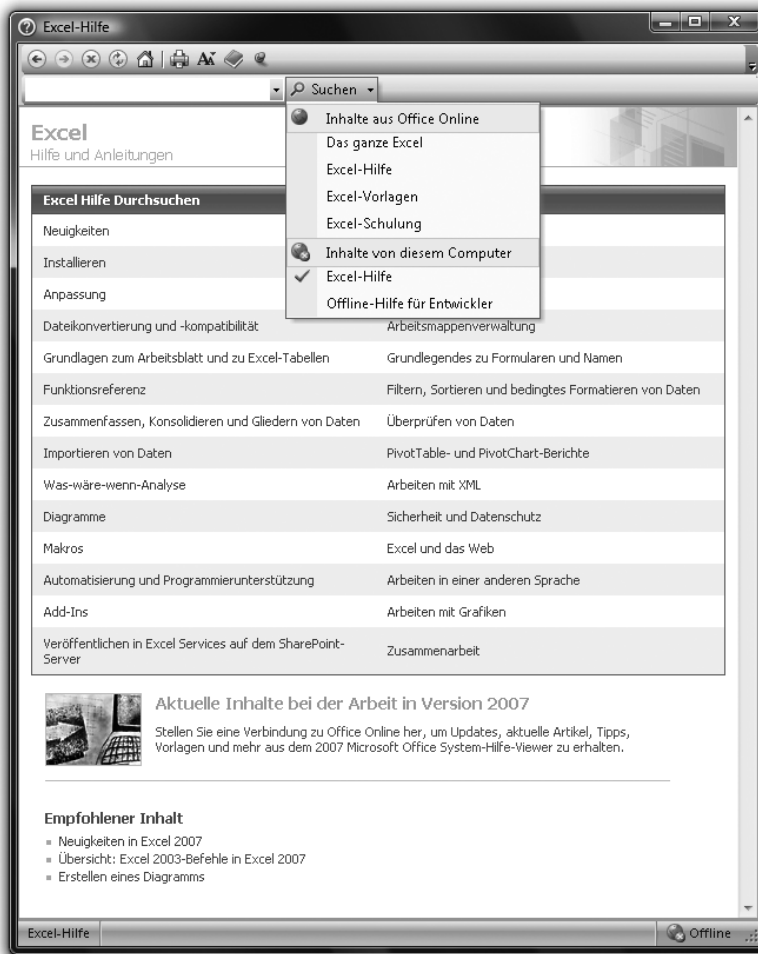 Excel-Hilfe
Suchen
Inhalte aus Office Online
Das ganze Excel
Excel-Hilfe
Excel-Vorlagen
Excel-Schulung
Inhalte von diesem Computer
Excel-Hilfe
Offline-Hilfe für Entwickler
Excel
Hilfe und Anleitungen
Excel Hilfe Durchsuchen
Neuigkeiten
Installieren
Anpassung
Dateikonvertierung und -kompatibilität
Arbeitsmappenverwaltung
Grundlagen zum Arbeitsblatt und zu Excel-Tabellen
Grundlegendes zu Formularen und Namen
Funktionsreferenz
Filtern, Sortieren und bedingtes Formatieren von Daten
Zusammenfassen, Konsolidieren und Gliedern von Daten
Überprüfen von Daten
Importieren von Daten
PivotTable- und PivotChart-Berichte
Was-wäre-wenn-Analyse
Arbeiten mit XML
Diagramme
Sicherheit und Datenschutz
Makros
Excel und das Web
Automatisierung und Programmierunterstützung
Arbeiten in einer anderen Sprache
Add-Ins
Arbeiten mit Grafiken
Veröffentlichen in Excel Services auf dem SharePoint-
Server
Zusammenarbeit
Aktuelle Inhalte bei der Arbeit in Version 2007
Stellen Sie eine Verbindung zu Office Online her, um Updates, aktuelle Artikel, Tipps,
Vorlagen und mehr aus dem 2007 Microsoft Office System-Hilfe-Viewer zu erhalten.
Empfohlener Inhalt
Neuigkeiten in Excel 2007
Übersicht: Excel 2003-Befehle in Excel 2007
Erstellen eines Diagramms
Excel-Hilfe
Offline